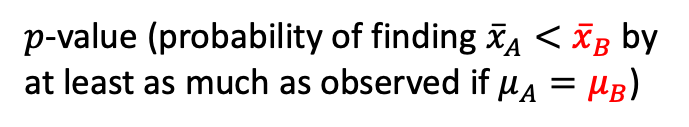 p-value (probability of finding x̄_A < x̄_B by
at least as much as observed if μ_A = μ_B)